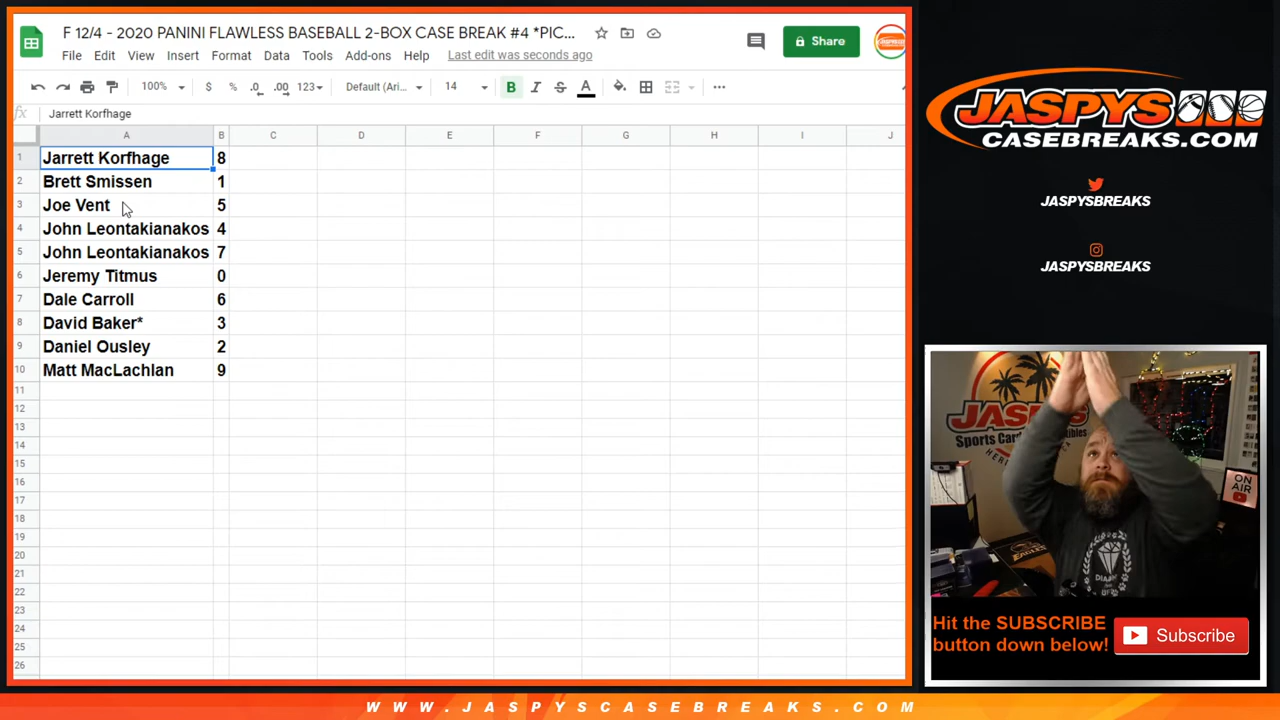 F 12/4 - 2020 PANINI FLAWLESS BASEBALL 2-BOX CASE BREAK #4 *PIC...
File Edit View Insert Format Data Tools Add-ons Help Last edit was seconds ago
Share
100% $ % .0 .00 123 Default (Ari... 14 B I S A
fx Jarrett Korfhage
A B C D E F G H I J
1 Jarrett Korfhage 8
2 Brett Smissen 1
3 Joe Vent 5
4 John Leontakianakos 4
5 John Leontakianakos 7
6 Jeremy Titmus 0
7 Dale Carroll 6
8 David Baker* 3
9 Daniel Ousley 2
10 Matt MacLachlan 9
11
12
13
14
15
16
17
18
19
20
21
22
23
24
25
26
JASPYS
CASEBREAKS.COM
JASPYSBREAKS
JASPYSBREAKS
JASPYS
Sports Car
ON
AIR
Hit the SUBSCRIBE
button down below!
Subscribe
WWW.JASPYSCASEBREAKS.COM